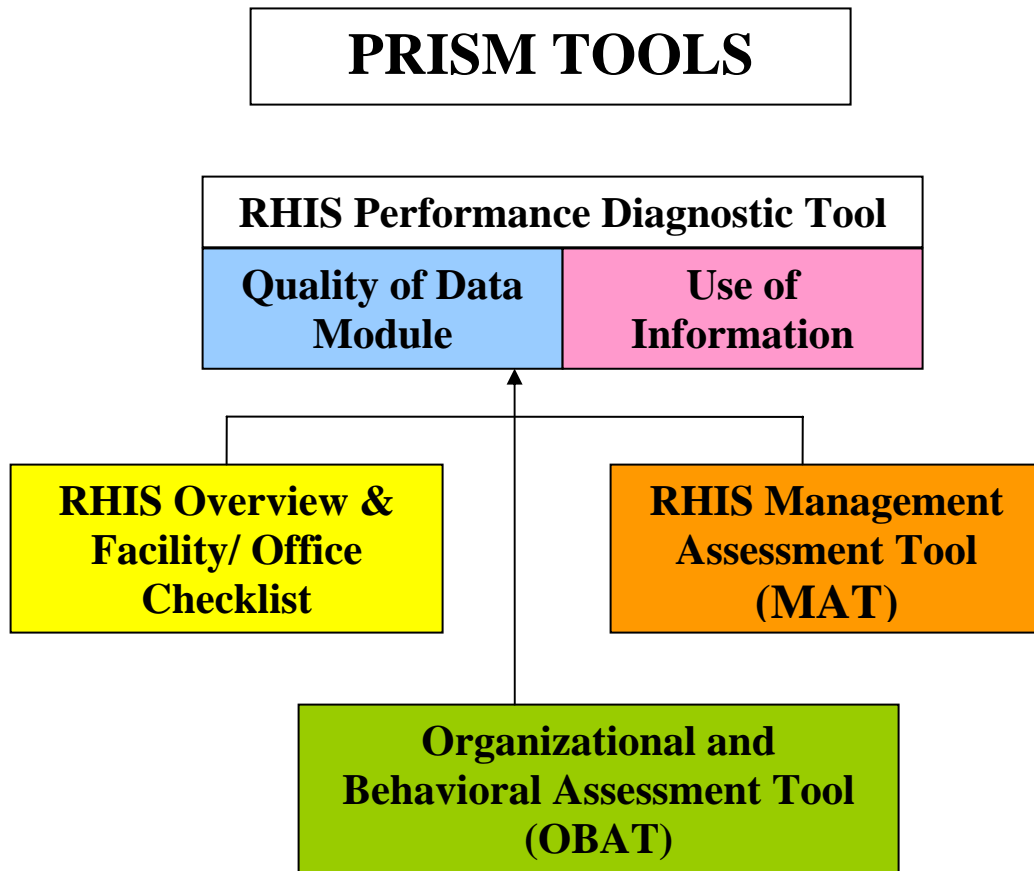 PRISM TOOLS
RHIS Performance Diagnostic Tool
Quality of Data
Module
Use of
Information
RHIS Overview &
Facility/ Office
Checklist
RHIS Management
Assessment Tool
(MAT)
Organizational and
Behavioral Assessment Tool
(OBAT)